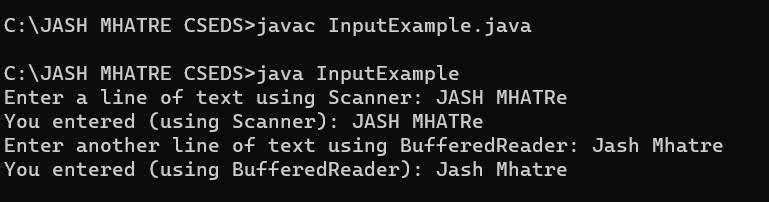 C:\JASH MHATRE CSEDS>javac InputExample.java
C:\JASH MHATRE CSEDS>java InputExample
Enter a line of text using Scanner: JASH MHATRe
You entered (using Scanner): JASH MHATRe
Enter another line of text using BufferedReader: Jash Mhatre
You entered (using BufferedReader): Jash Mhatre